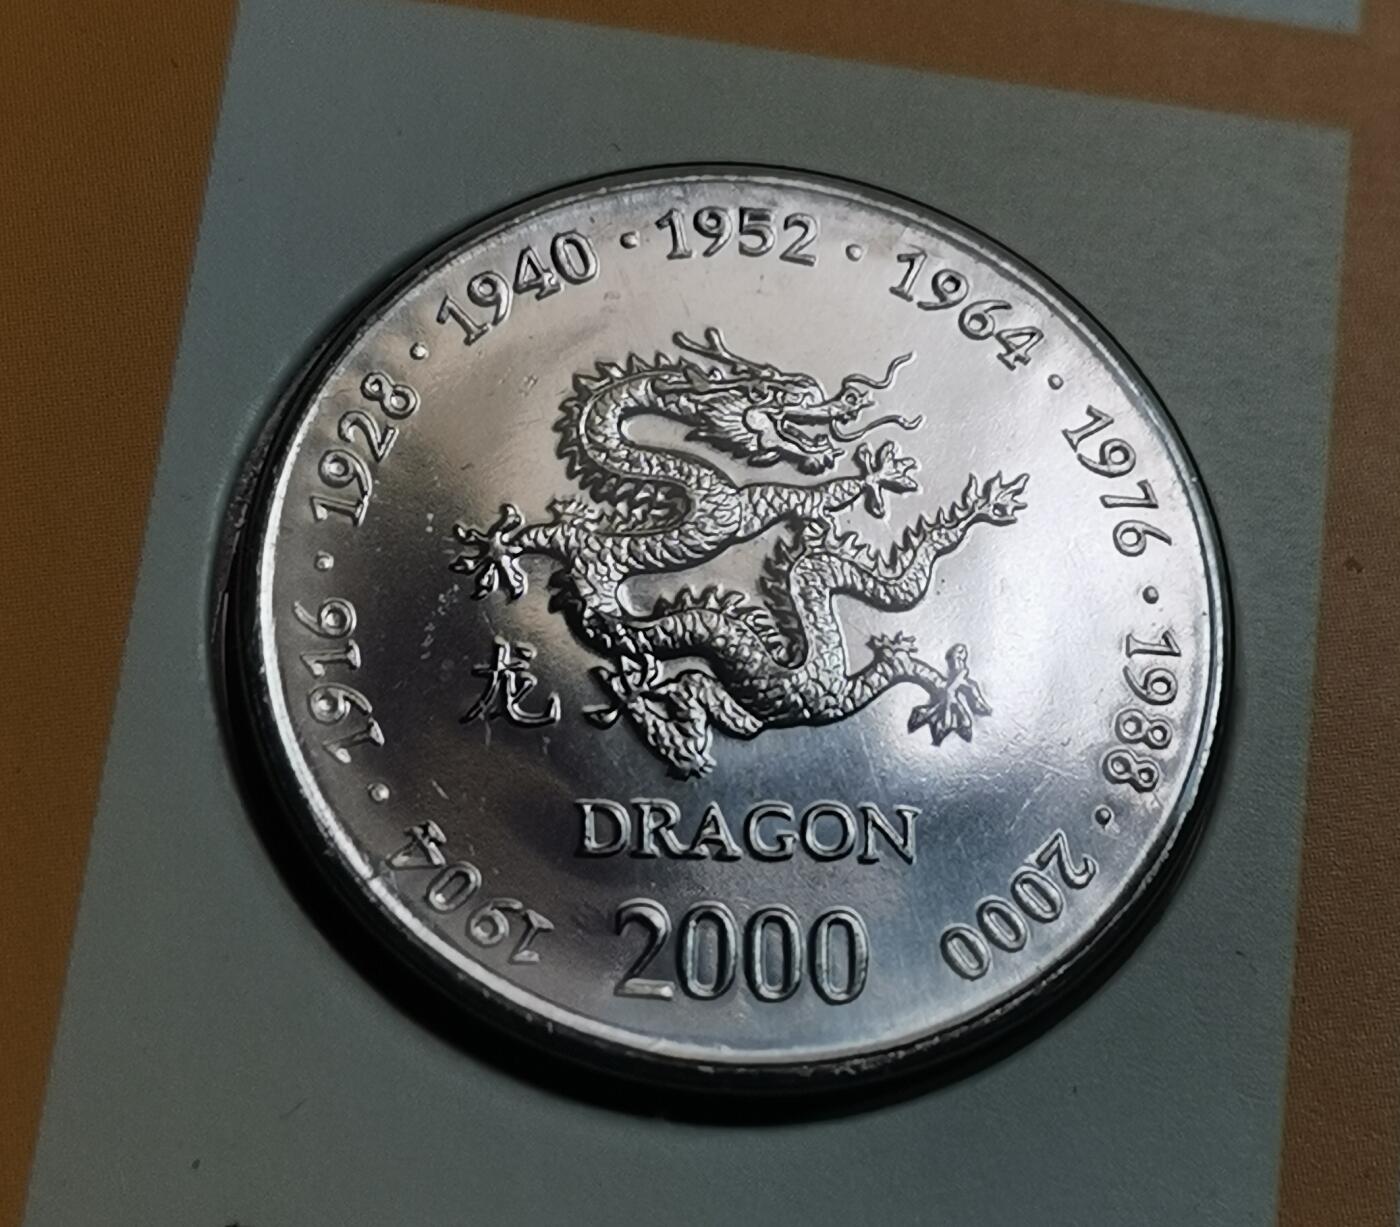 1904 · 1916 · 1928 · 1940 · 1952 · 1964 · 1976 · 1988 · 2000
龙
DRAGON
2000